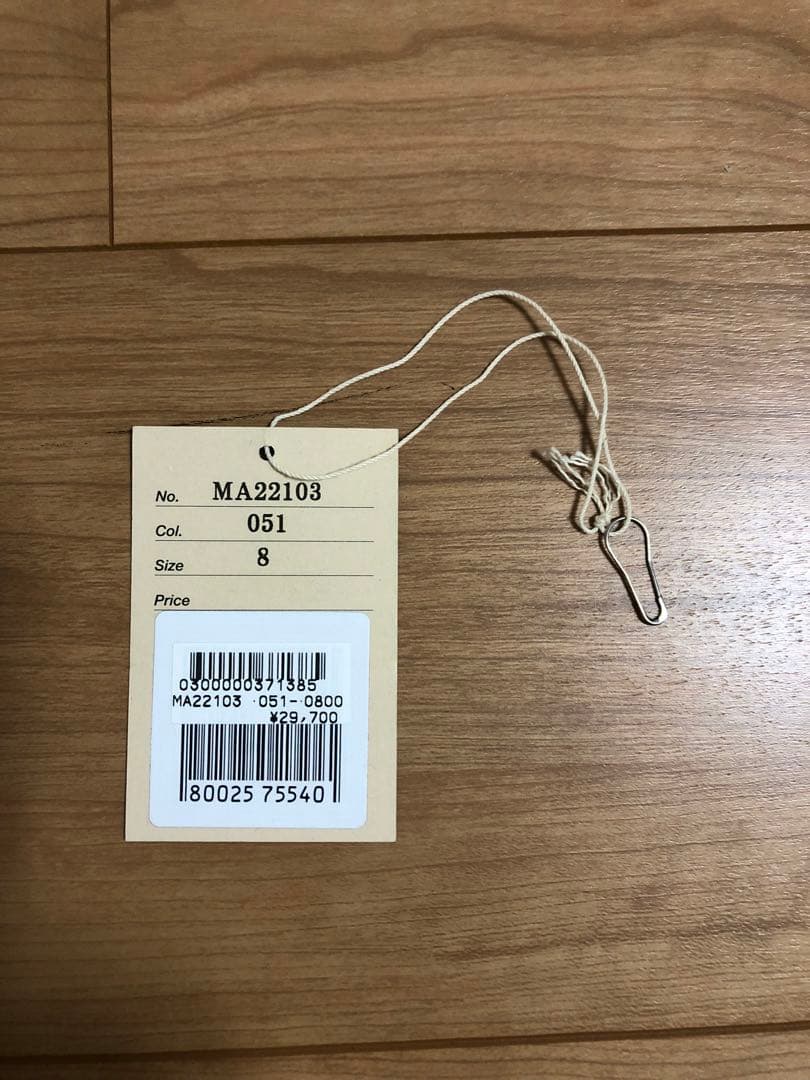 No. MA22103
Col. 051
Size 8
Price
0300000371385
MA22103 051-0800
¥29,700
80025 75540